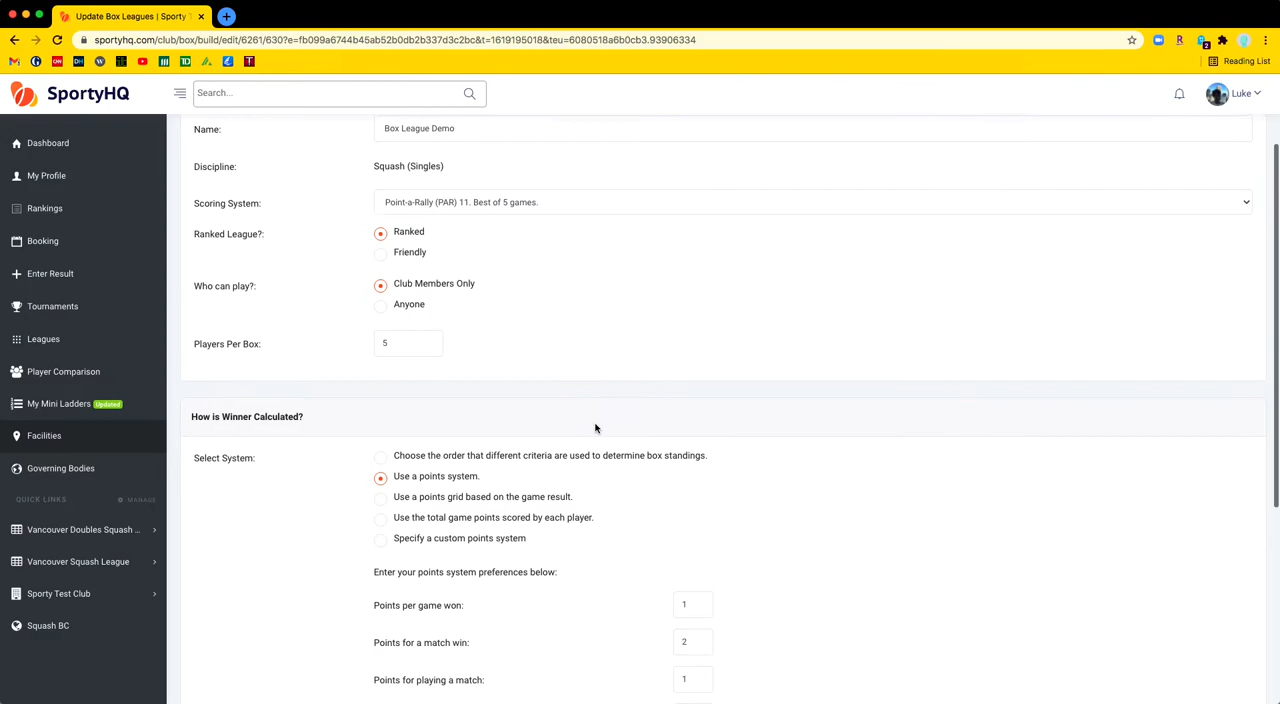 Update Box Leagues | Sporty
sportyhq.com/club/box/build/edit/6261/630?e=fb099a6744b45ab52b0db2b337d3c2bc&t=1619195018&teu=6080518a6b0cb3.93906334
Reading List
SportyHQ
Search...
Luke
Dashboard
My Profile
Rankings
Booking
Enter Result
Tournaments
Leagues
Player Comparison
My Mini Ladders Updated
Facilities
Governing Bodies
QUICK LINKS MANAGE
Vancouver Doubles Squash ...
Vancouver Squash League
Sporty Test Club
Squash BC
Name: Box League Demo
Discipline: Squash (Singles)
Scoring System: Point-a-Rally (PAR) 11. Best of 5 games.
Ranked League?: Ranked
Friendly
Who can play?: Club Members Only
Anyone
Players Per Box: 5
How is Winner Calculated?
Select System: Choose the order that different criteria are used to determine box standings.
Use a points system.
Use a points grid based on the game result.
Use the total game points scored by each player.
Specify a custom points system
Enter your points system preferences below:
Points per game won: 1
Points for a match win: 2
Points for playing a match: 1